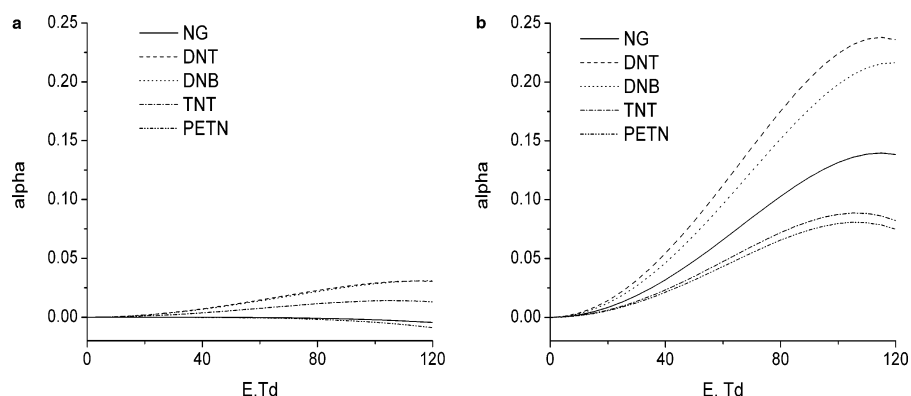 a
0.25
0.20
0.15
0.10
0.05
0.00
alpha
NG
DNT
DNB
TNT
PETN
0 40 80 120
E.Td
b
0.25
0.20
0.15
0.10
0.05
0.00
alpha
NG
DNT
DNB
TNT
PETN
0 40 80 120
E. Td